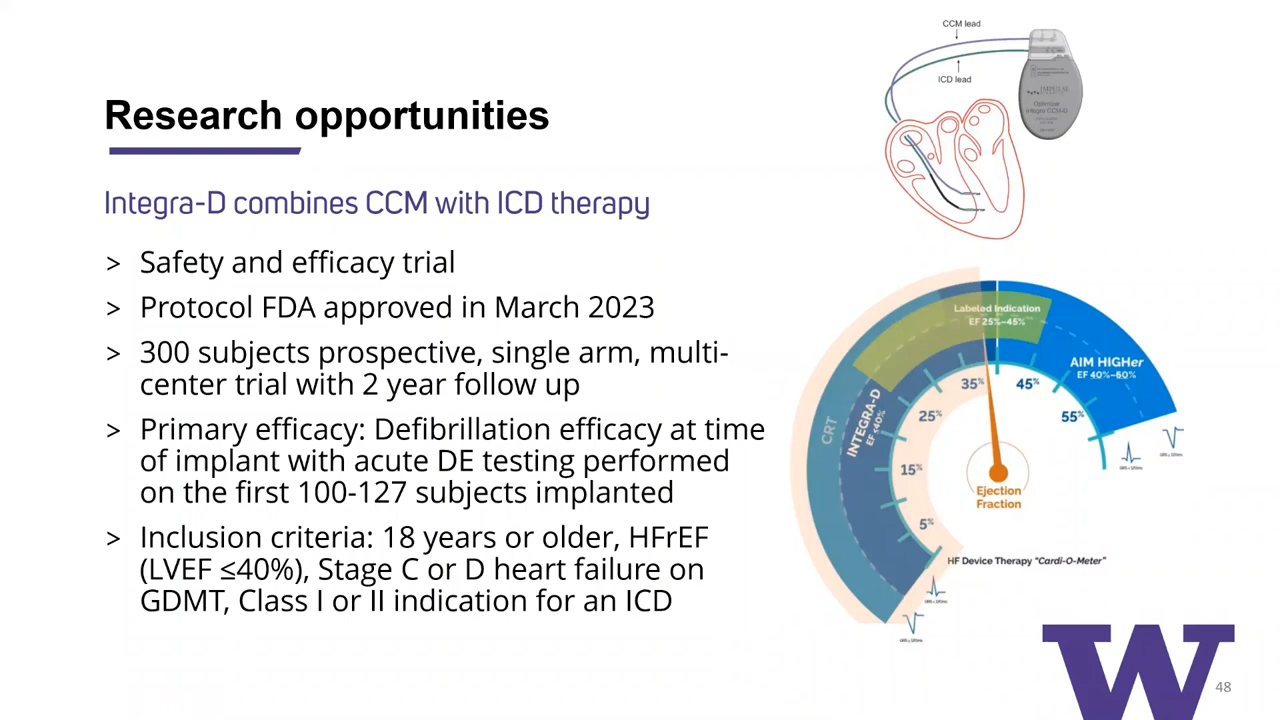 Research opportunities
Integra-D combines CCM with ICD therapy
> Safety and efficacy trial
> Protocol FDA approved in March 2023
> 300 subjects prospective, single arm, multi-
center trial with 2 year follow up
> Primary efficacy: Defibrillation efficacy at time
of implant with acute DE testing performed
on the first 100-127 subjects implanted
> Inclusion criteria: 18 years or older, HFrEF
(LVEF ≤40%), Stage C or D heart failure on
GDMT, Class I or II indication for an ICD
CCM lead
ICD lead
IMPULSE
Optimizer
Integra CCM-D
Labeled Indication
EF 25%–45%
AIM HIGHer
EF 40%–60%
CRT
INTEGRA-D
EF ≤40%
5%
15%
25%
35%
45%
55%
Ejection
Fraction
HF Device Therapy "Cardi-O-Meter"
W
48